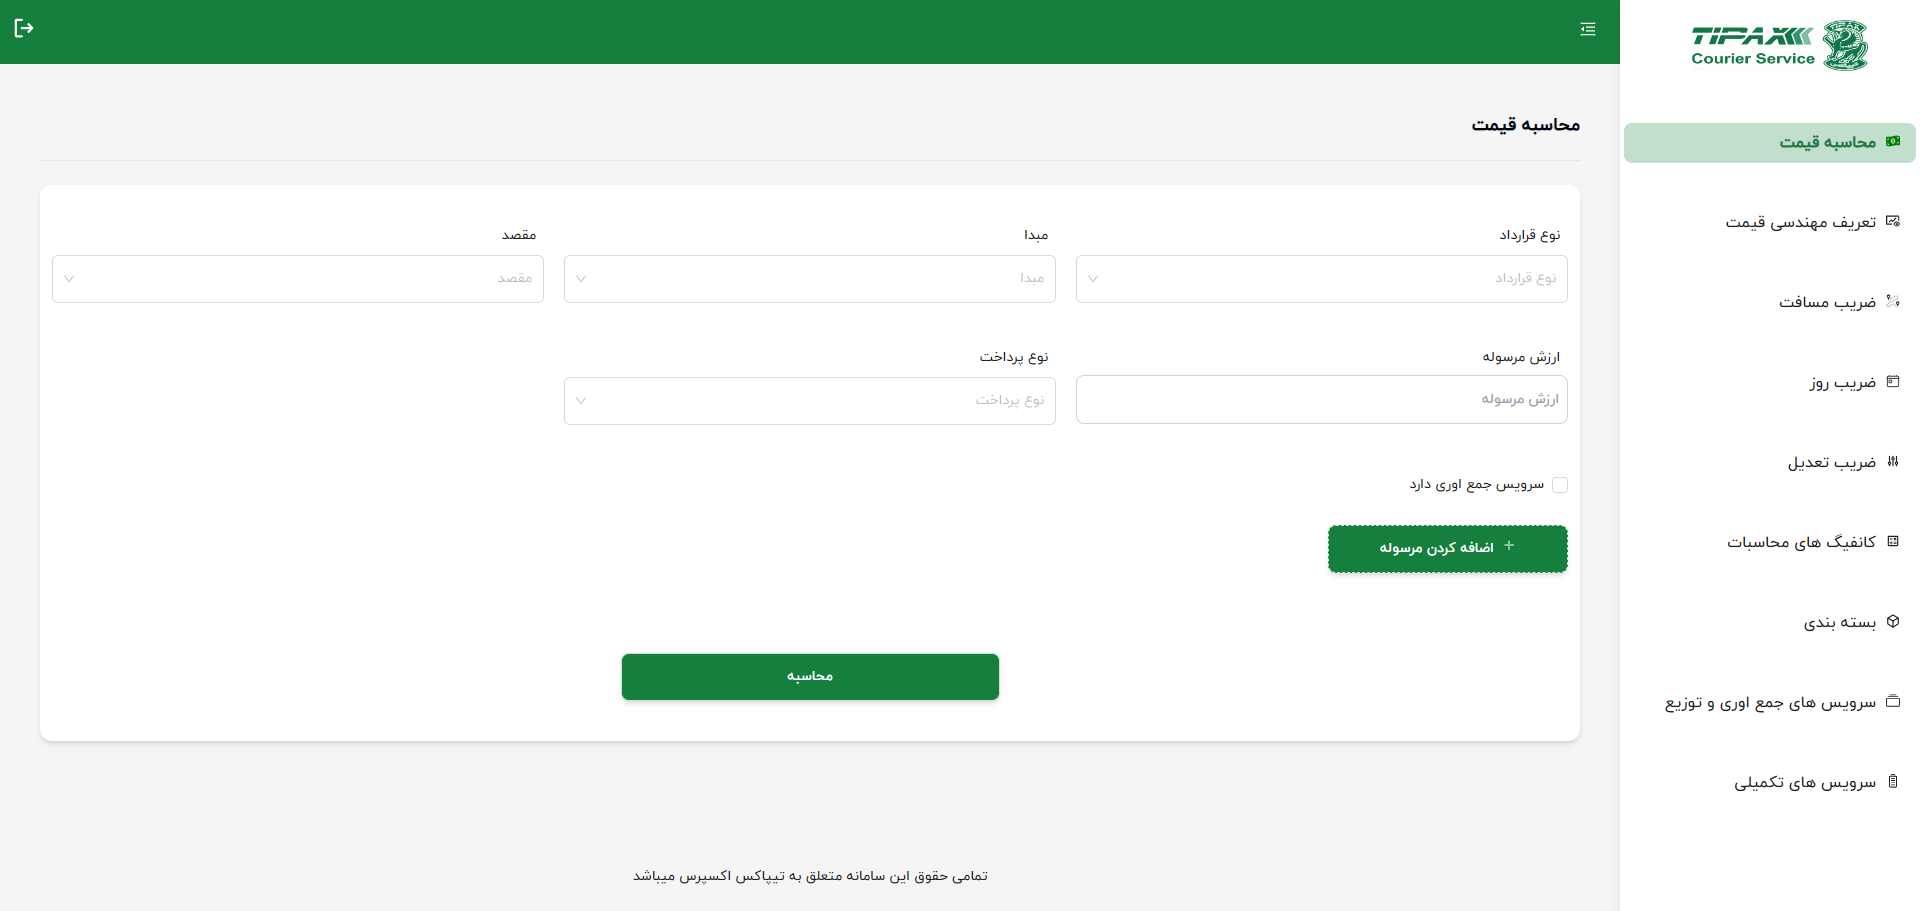 TIPAX
Courier Service
محاسبه قیمت
تعریف مهندسی قیمت
ضریب مسافت
ضریب روز
ضریب تعدیل
کانفیگ های محاسبات
بسته بندی
سرویس های جمع اوری و توزیع
سرویس های تکمیلی
محاسبه قیمت
نوع قرارداد
نوع قرارداد
مبدا
مبدا
مقصد
مقصد
ارزش مرسوله
ارزش مرسوله
نوع پرداخت
نوع پرداخت
سرویس جمع اوری دارد
اضافه کردن مرسوله
محاسبه
تمامی حقوق این سامانه متعلق به تیپاکس اکسپرس میباشد